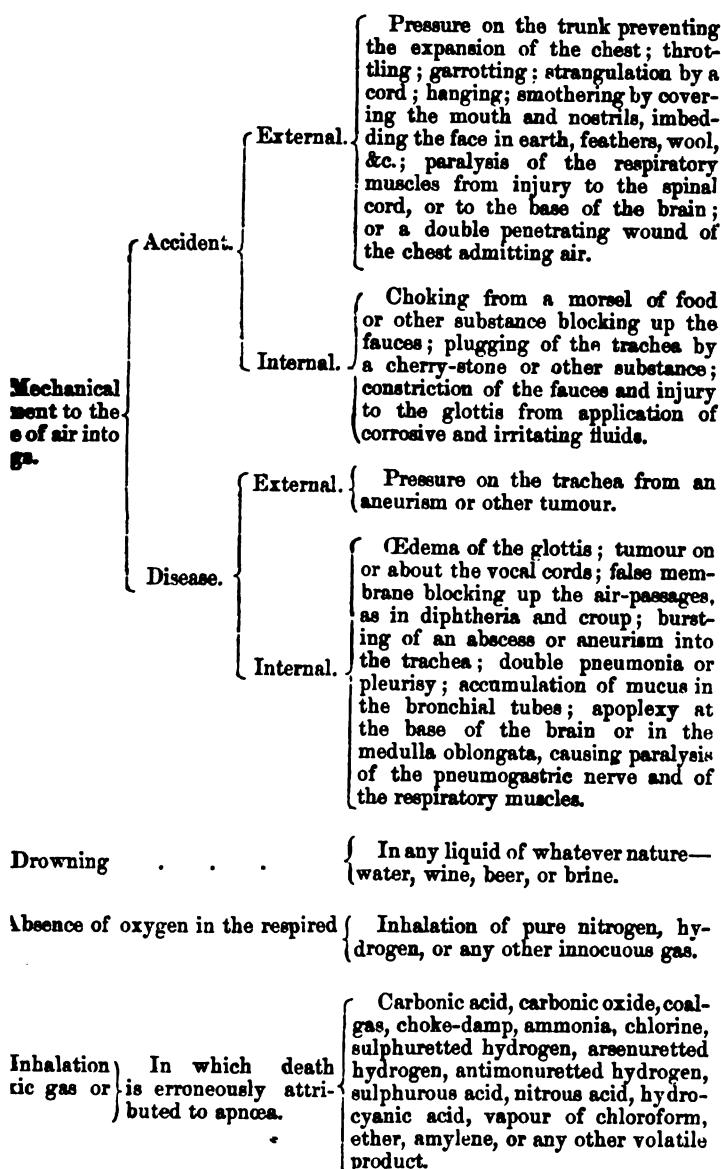 Pressure on the trunk preventing
the expansion of the chest; throt-
tling; garrotting; strangulation by a
cord; hanging; smothering by cover-
ing the mouth and nostrils, imbed-
External. ding the face in earth, feathers, wool,
&c.; paralysis of the respiratory
muscles from injury to the spinal
cord, or to the base of the brain;
or a double penetrating wound of
Accident. the chest admitting air.
Choking from a morsel of food
or other substance blocking up the
fauces; plugging of the trachea by
Internal. a cherry-stone or other substance;
constriction of the fauces and injury
to the glottis from application of
corrosive and irritating fluids.
Mechanical
ment to the
e of air into
gs.
External. Pressure on the trachea from an
aneurism or other tumour.
Disease.
Œdema of the glottis; tumour on
or about the vocal cords; false mem-
brane blocking up the air-passages,
as in diphtheria and croup; burst-
ing of an abscess or aneurism into
Internal. the trachea; double pneumonia or
pleurisy; accumulation of mucus in
the bronchial tubes; apoplexy at
the base of the brain or in the
medulla oblongata, causing paralysis
of the pneumogastric nerve and of
the respiratory muscles.
Drowning . . . In any liquid of whatever nature—
water, wine, beer, or brine.
Absence of oxygen in the respired Inhalation of pure nitrogen, hy-
drogen, or any other innocuous gas.
Inhalation
ric gas or
In which death
is erroneously attri-
buted to apnœa.
Carbonic acid, carbonic oxide, coal-
gas, choke-damp, ammonia, chlorine,
sulphuretted hydrogen, arsenuretted
hydrogen, antimonuretted hydrogen,
sulphurous acid, nitrous acid, hydro-
cyanic acid, vapour of chloroform,
ether, amylene, or any other volatile
product.